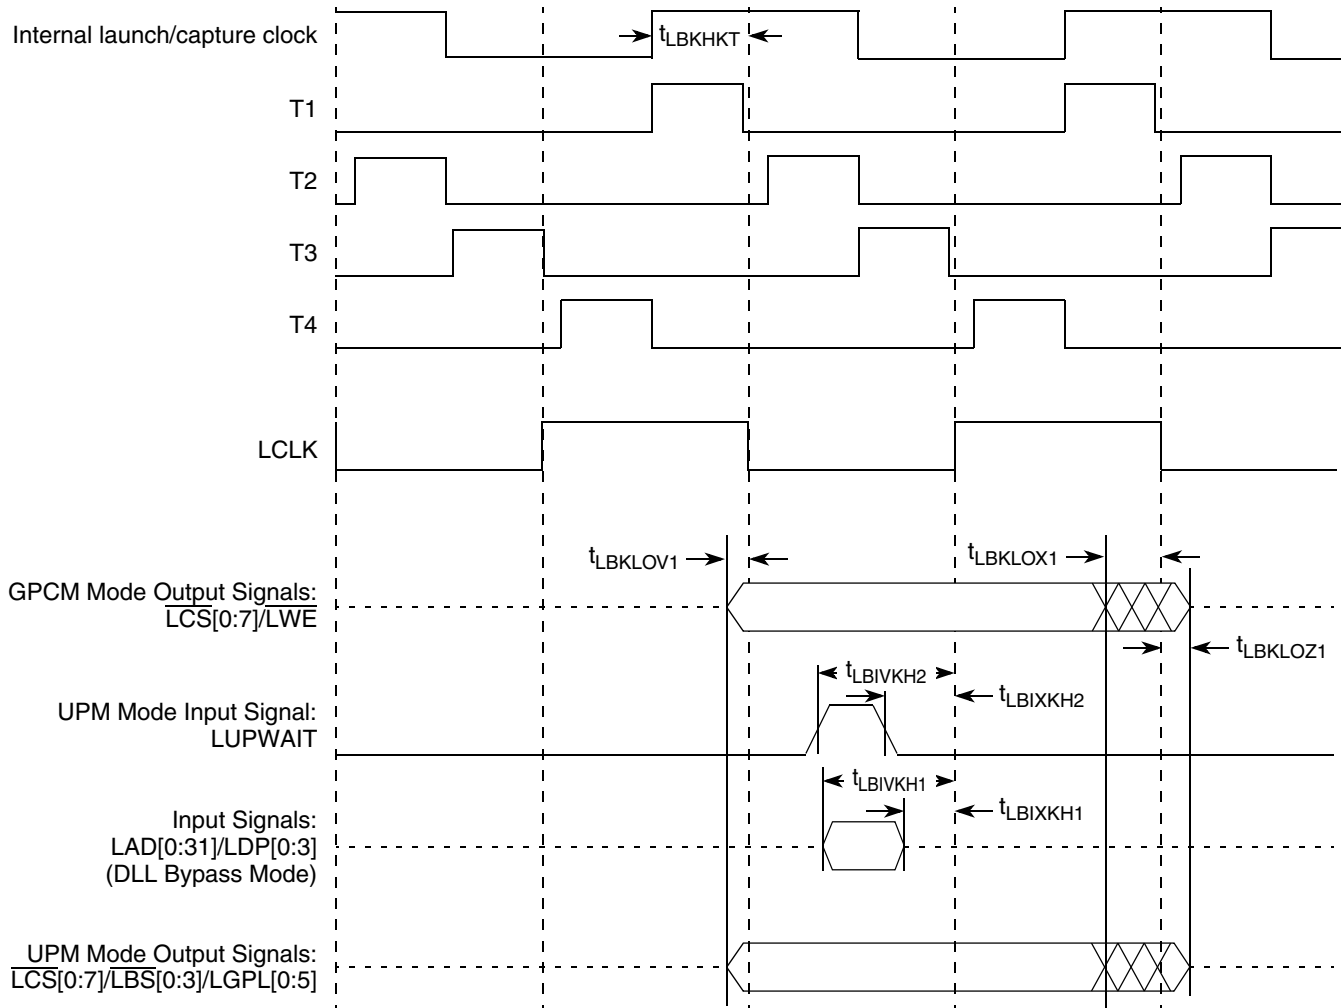 Internal launch/capture clock
tLBKHKT
T1
T2
T3
T4
LCLK
tLBKLOV1
tLBKLOX1
GPCM Mode Output Signals:
LCS[0:7]/LWE
tLBKLOZ1
tLBIVKH2
tLBIXKH2
UPM Mode Input Signal:
LUPWAIT
tLBIVKH1
tLBIXKH1
Input Signals:
LAD[0:31]/LDP[0:3]
(DLL Bypass Mode)
UPM Mode Output Signals:
LCS[0:7]/LBS[0:3]/LGPL[0:5]